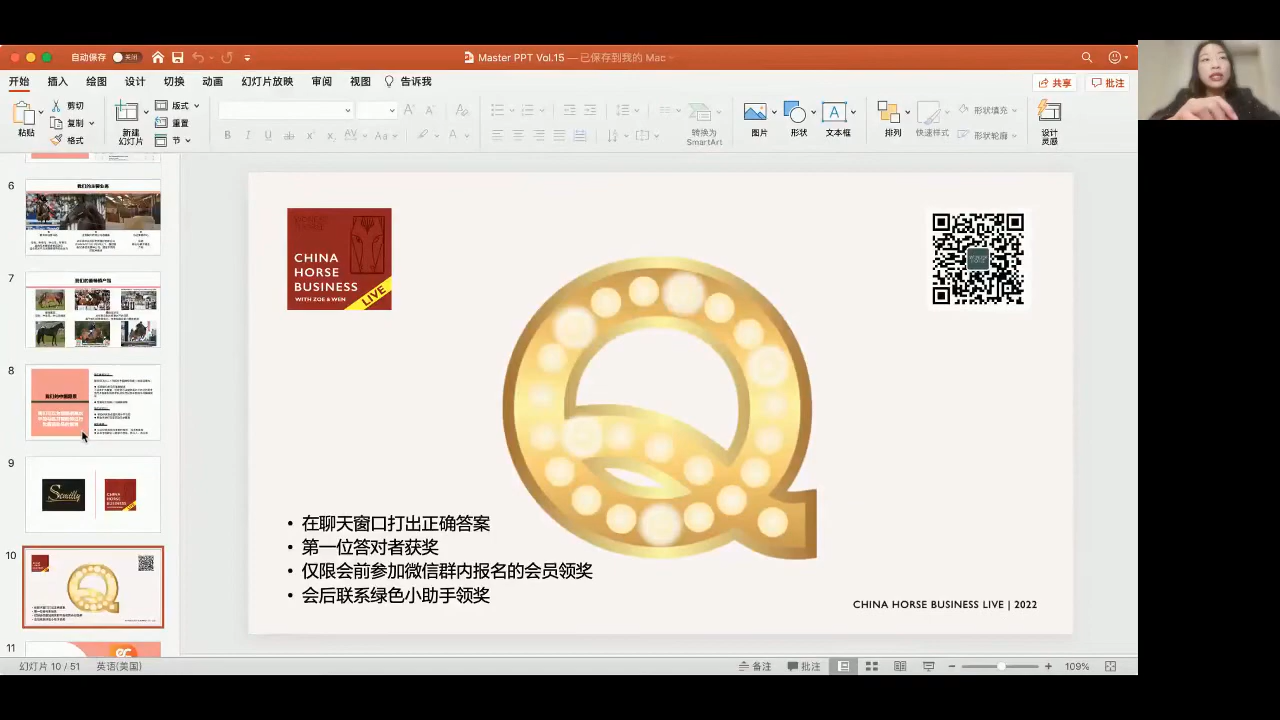 自动保存 关闭
Master PPT Vol.15 — 已保存到我的 Mac
开始 插入 绘图 设计 切换 动画 幻灯片放映 审阅 视图 告诉我
共享 批注
粘贴 剪切 复制 格式
新建幻灯片 版式 重置 节
转换为 SmartArt
图片 形状 文本框 排列 快速样式 形状填充 形状轮廓 设计灵感
6
7
8
9
10
11
CHINA
HORSE
BUSINESS
WITH ZOE & WEN
LIVE
Q
• 在聊天窗口打出正确答案
• 第一位答对者获奖
• 仅限会前参加微信群内报名的会员领奖
• 会后联系绿色小助手领奖
CHINA HORSE BUSINESS LIVE | 2022
幻灯片 10 / 51 英语(美国)
备注 批注 109%